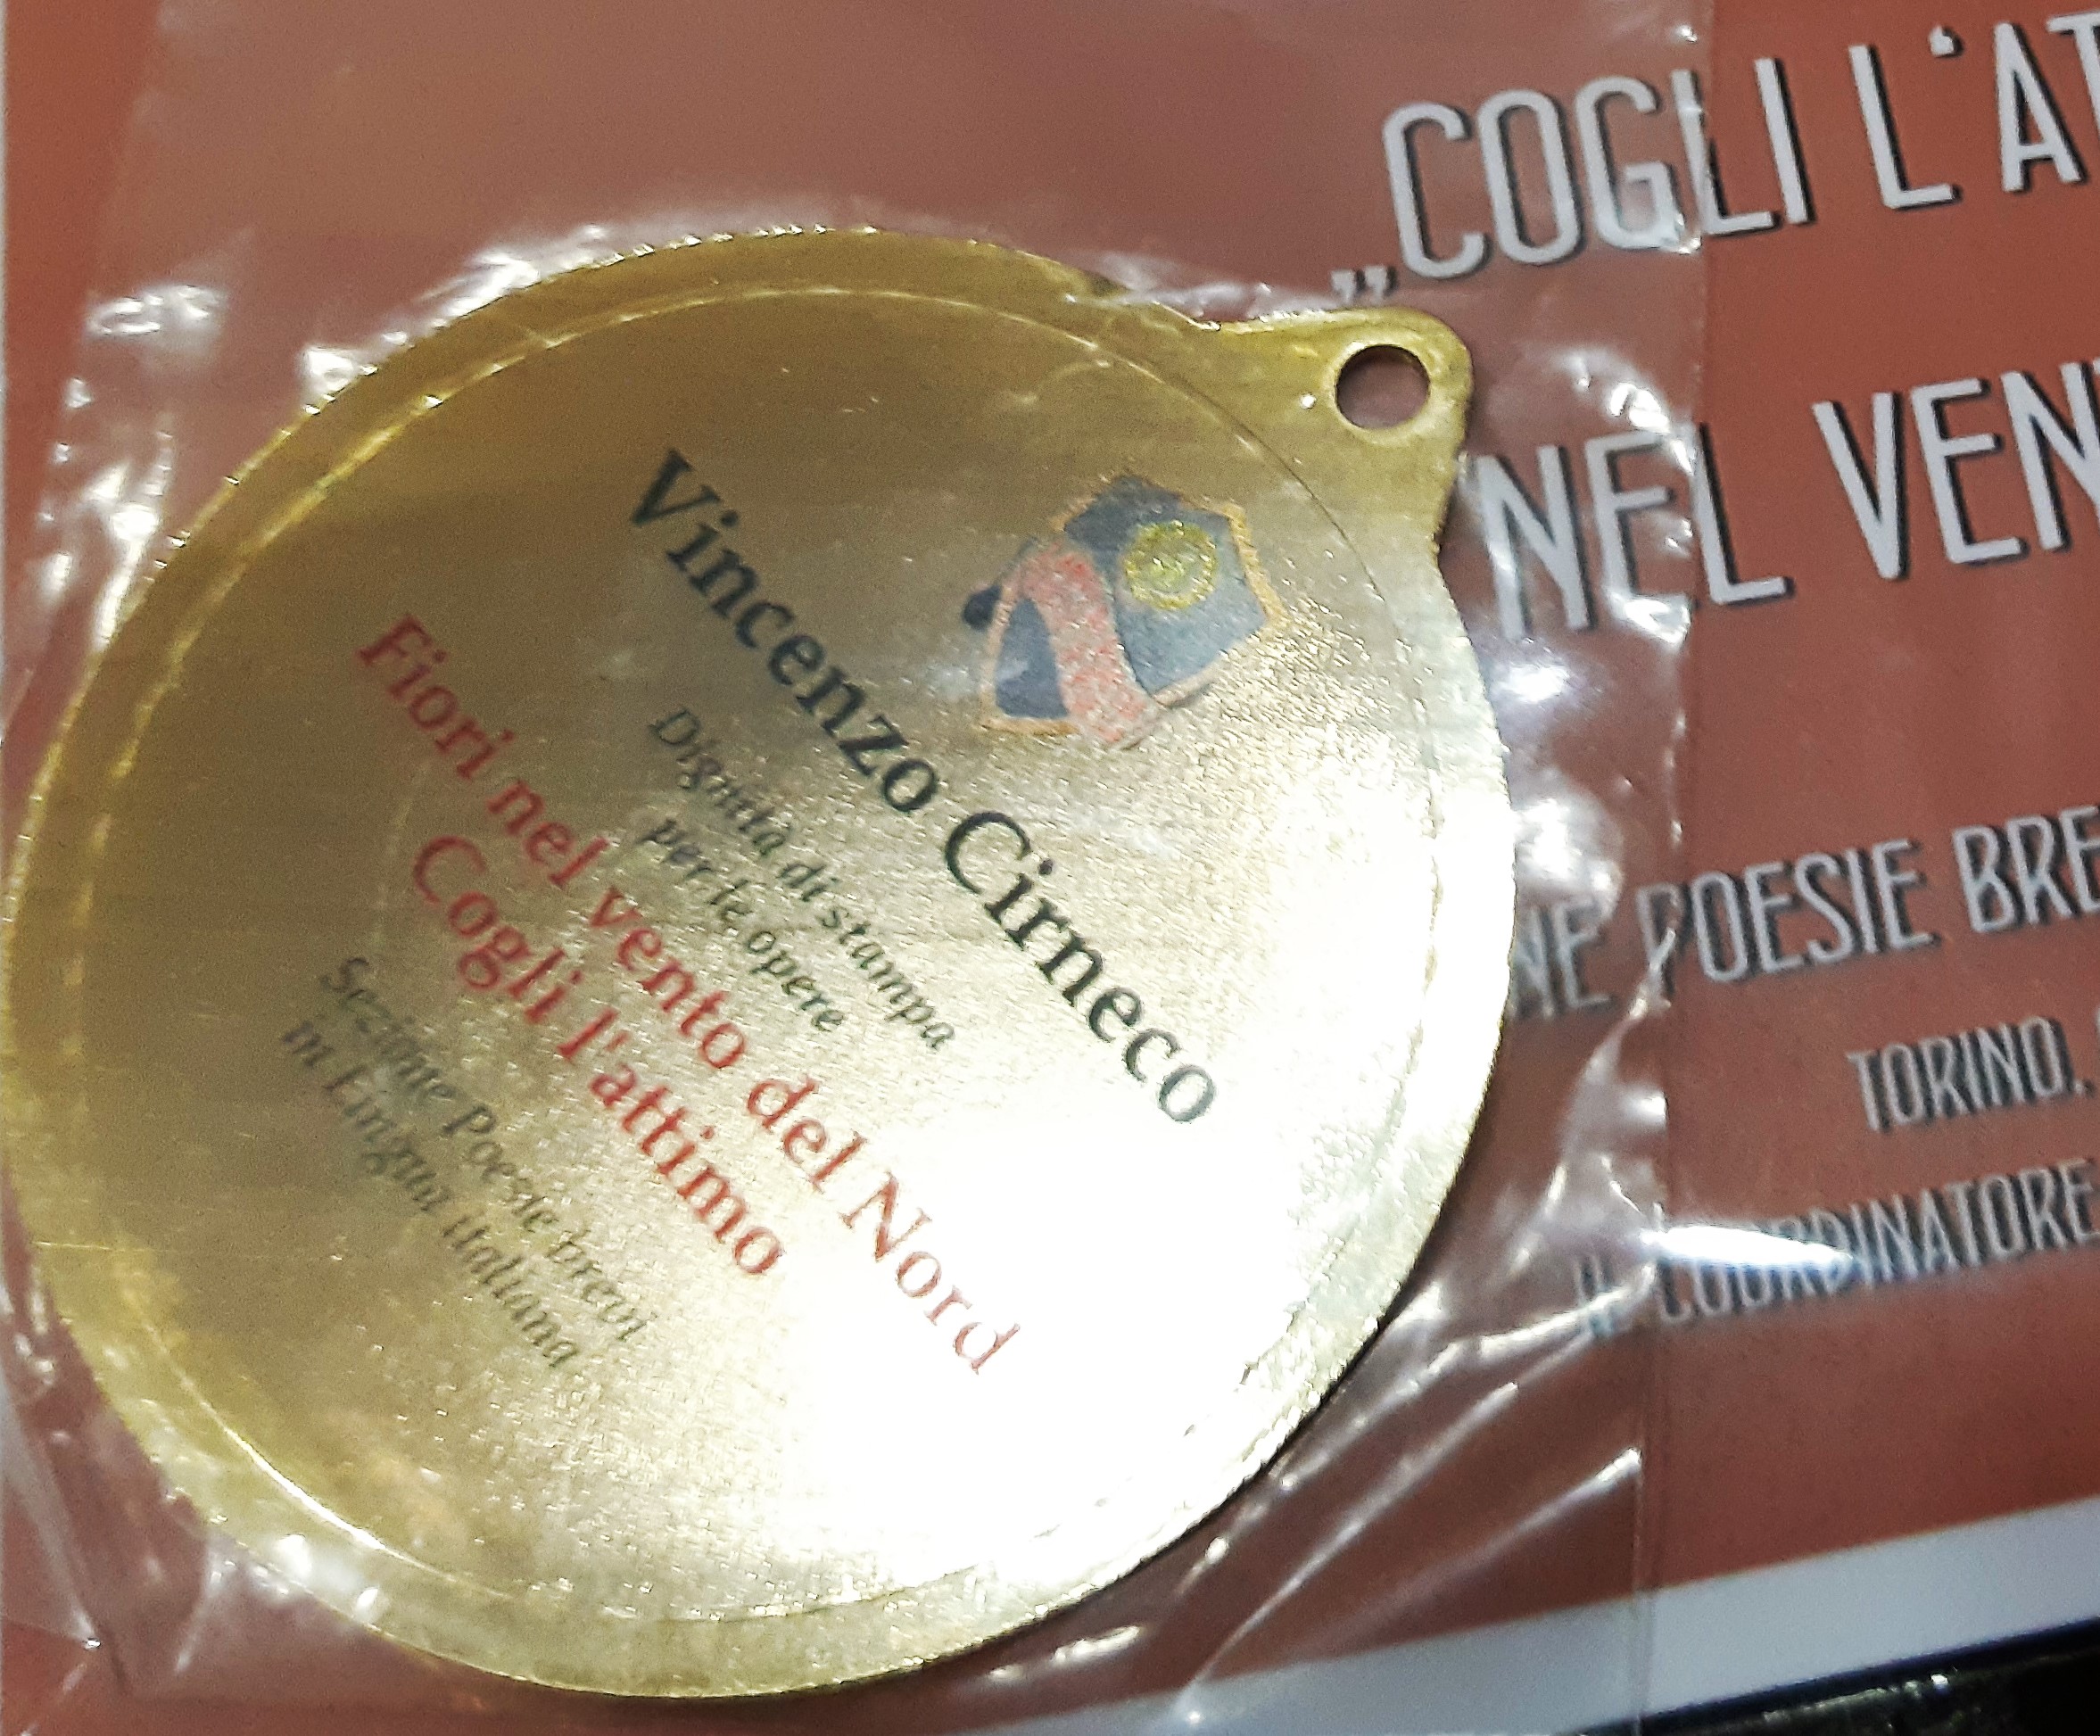 Vincenzo Cirneco
Dignità di stampa
per le opere
Fiori nel vento del Nord
Cogli l'attimo
Sezione Poesie brevi
in Lingua italiana
„COGLI L'AT
NEL VEN
NE POESIE BRE
TORINO,
IL COORDINATORE